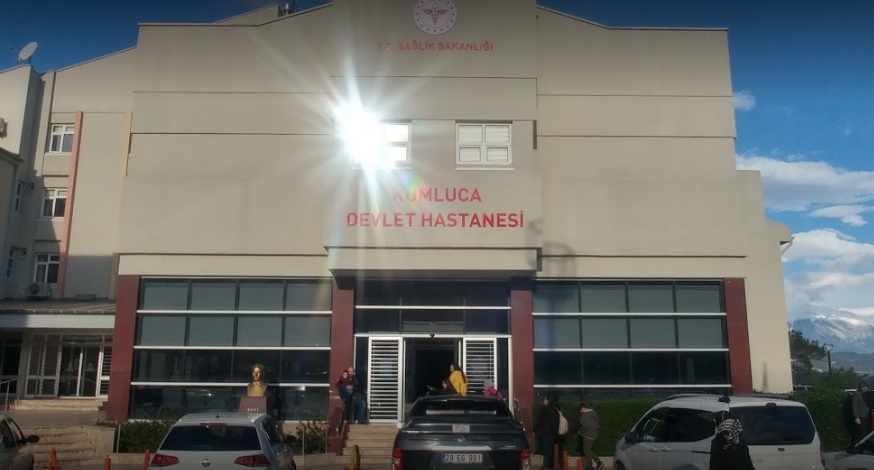 T.C. SAĞLIK BAKANLIĞI
KUMLUCA
DEVLET HASTANESİ